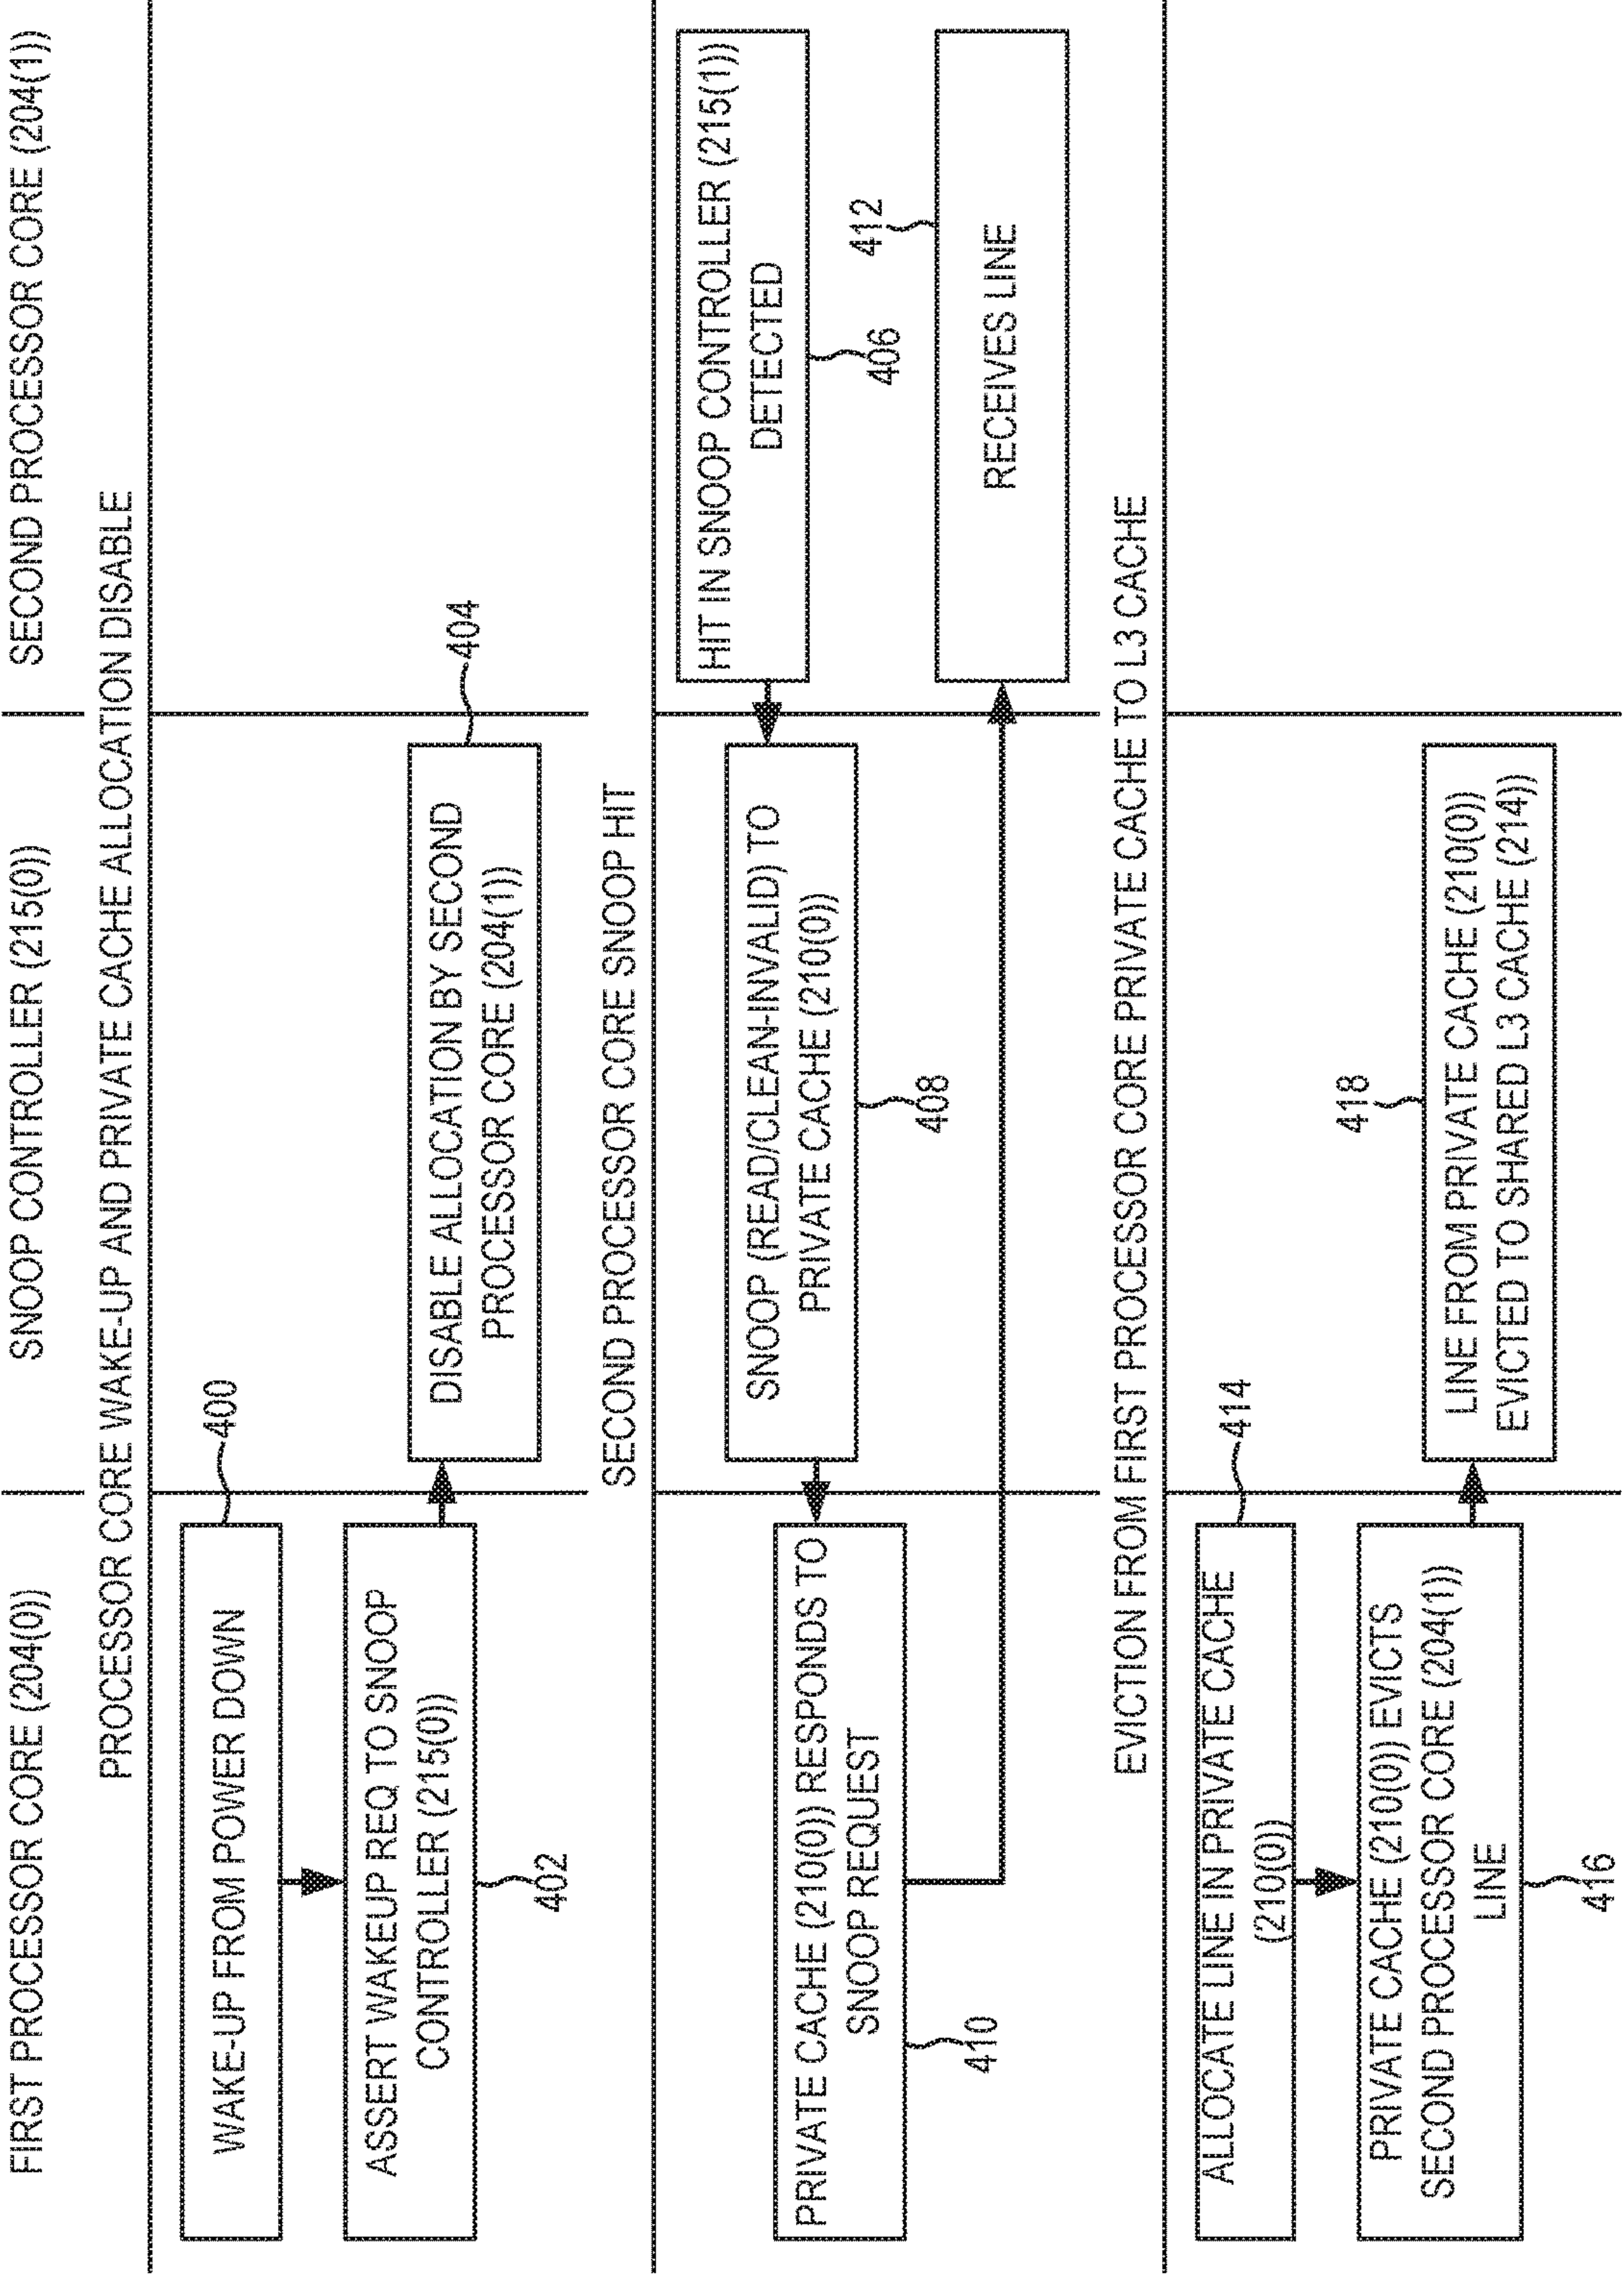 FIRST PROCESSOR CORE (204(0))
SNOOP CONTROLLER (215(0))
SECOND PROCESSOR CORE (204(1))
PROCESSOR CORE WAKE-UP AND PRIVATE CACHE ALLOCATION DISABLE
WAKE-UP FROM POWER DOWN
400
ASSERT WAKEUP REQ TO SNOOP
CONTROLLER (215(0))
402
DISABLE ALLOCATION BY SECOND
PROCESSOR CORE (204(1))
404
SECOND PROCESSOR CORE SNOOP HIT
HIT IN SNOOP CONTROLLER (215(1))
DETECTED
406
SNOOP (READ/CLEAN-INVALID) TO
PRIVATE CACHE (210(0))
408
PRIVATE CACHE (210(0)) RESPONDS TO
SNOOP REQUEST
410
412
RECEIVES LINE
EVICTION FROM FIRST PROCESSOR CORE PRIVATE CACHE TO L3 CACHE
ALLOCATE LINE IN PRIVATE CACHE
(210(0))
414
PRIVATE CACHE (210(0)) EVICTS
SECOND PROCESSOR CORE (204(1))
LINE
416
418
LINE FROM PRIVATE CACHE (210(0))
EVICTED TO SHARED L3 CACHE (214))